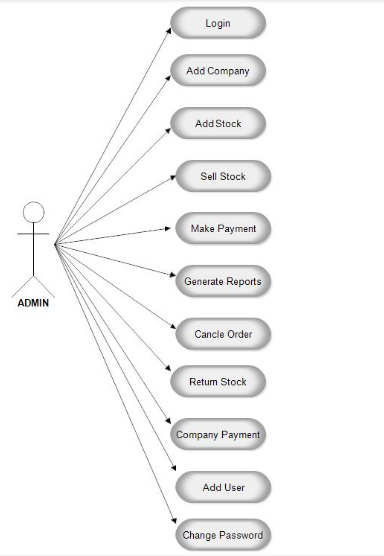 Login
Add Company
Add Stock
Sell Stock
Make Payment
ADMIN
Generate Reports
Cancle Order
Return Stock
Company Payment
Add User
Change Password